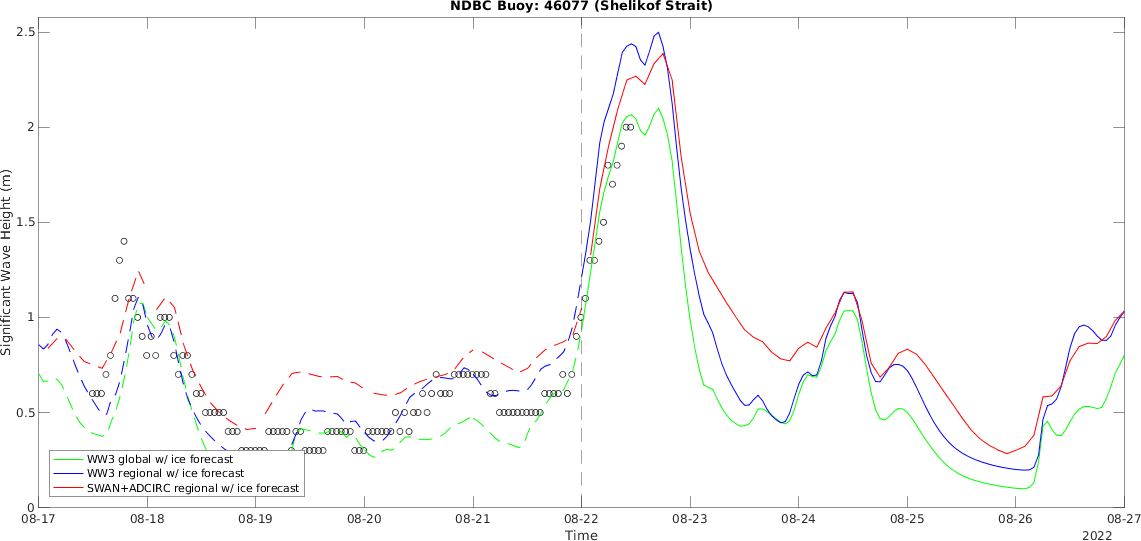 NDBC Buoy: 46077 (Shelikof Strait)
2.5
2
1.5
1
0.5
0
Significant Wave Height (m)
WW3 global w/ ice forecast
WW3 regional w/ ice forecast
SWAN+ADCIRC regional w/ ice forecast
08-17 08-18 08-19 08-20 08-21 08-22 08-23 08-24 08-25 08-26 08-27
Time
2022